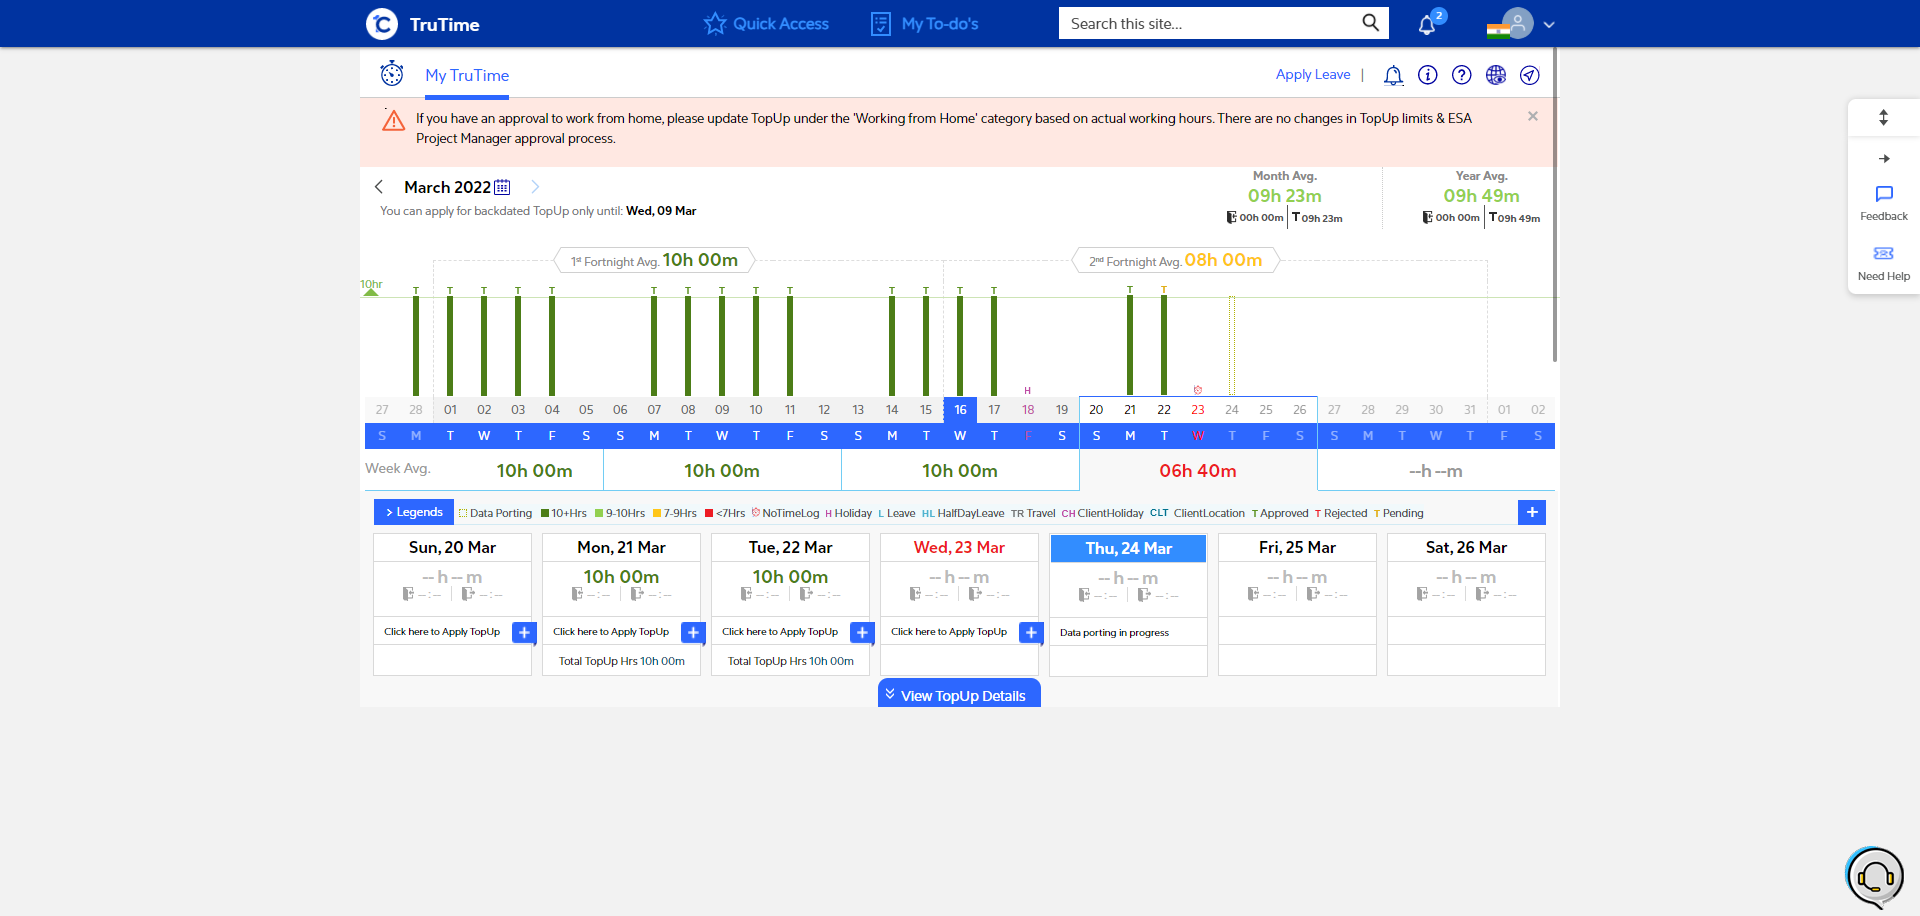 TruTime
Quick Access
My To-do's
Search this site...
2
My TruTime
Apply Leave |
If you have an approval to work from home, please update TopUp under the 'Working from Home' category based on actual working hours. There are no changes in TopUp limits & ESA
Project Manager approval process.
Feedback
Need Help
March 2022
You can apply for backdated TopUp only until: Wed, 09 Mar
Month Avg.
09h 23m
00h 00m T 09h 23m
Year Avg.
09h 49m
00h 00m T 09h 49m
1st Fortnight Avg. 10h 00m
2nd Fortnight Avg. 08h 00m
10hr
T T T T T T T T T T T T T T T T
H
27 28 01 02 03 04 05 06 07 08 09 10 11 12 13 14 15 16 17 18 19 20 21 22 23 24 25 26 27 28 29 30 31 01 02
S M T W T F S S M T W T F S S M T W T F S S M T W T F S S M T W T F S
Week Avg. 10h 00m 10h 00m 10h 00m 06h 40m --h --m
> Legends Data Porting 10+Hrs 9-10Hrs 7-9Hrs <7Hrs NoTimeLog H Holiday L Leave HL HalfDayLeave TR Travel CH ClientHoliday CLT ClientLocation T Approved T Rejected T Pending +
Sun, 20 Mar Mon, 21 Mar Tue, 22 Mar Wed, 23 Mar Thu, 24 Mar Fri, 25 Mar Sat, 26 Mar
-- h -- m 10h 00m 10h 00m -- h -- m -- h -- m -- h -- m -- h -- m
--:-- --:-- --:-- --:-- --:-- --:-- --:-- --:-- --:-- --:-- --:-- --:-- --:-- --:--
Click here to Apply TopUp + Click here to Apply TopUp + Click here to Apply TopUp + Click here to Apply TopUp + Data porting in progress
Total TopUp Hrs 10h 00m Total TopUp Hrs 10h 00m
View TopUp Details